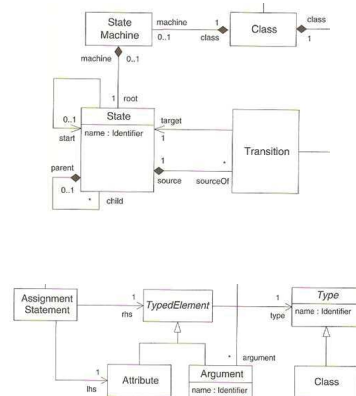 State
Machine
machine
0..1
1
class
Class
class
1
machine
0..1
1
root
State
name : Identifier
0..1
start
target
1
Transition
parent
0..1
1
source
*
sourceOf
*
child
Assignment
Statement
1
rhs
TypedElement
1
type
Type
name : Identifier
*
argument
1
lhs
Attribute
Argument
name : Identifier
Class